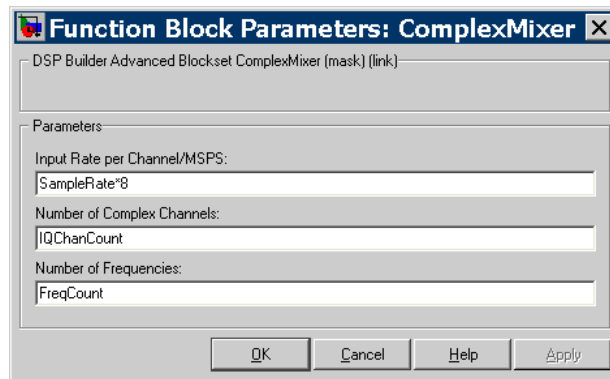 Function Block Parameters: ComplexMixer
DSP Builder Advanced Blockset ComplexMixer (mask) (link)
Parameters
Input Rate per Channel/MSPS:
SampleRate*8
Number of Complex Channels:
IQChanCount
Number of Frequencies:
FreqCount
OK Cancel Help Apply